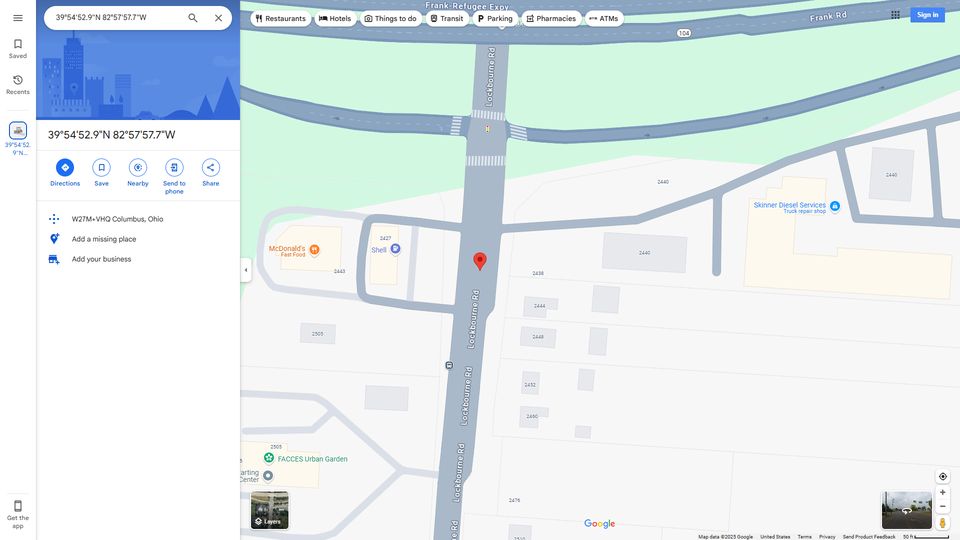 39°54'52.9"N 82°57'57.7"W
Restaurants
Hotels
Things to do
Transit
Parking
Pharmacies
ATMs
Sign in
Saved
Recents
39°54'52.
9"N...
39°54'52.9"N 82°57'57.7"W
Directions
Save
Nearby
Send to
phone
Share
W27M+VHQ Columbus, Ohio
Add a missing place
Add your business
Get the
app
Frank-Refugee Expy
Frank Rd
104
Lockbourne Rd
2440
2440
Skinner Diesel Services
Truck repair shop
2427
McDonald's
Fast Food
Shell
2443
2440
2438
2444
2505
2448
Lockbourne Rd
2452
Lockbourne Rd
2460
2505
FACCES Urban Garden
arting
Center
Lockbourne Rd
2476
2510
ve Rd
Layers
Google
Map data ©2025 Google
United States
Terms
Privacy
Send Product Feedback
50 ft